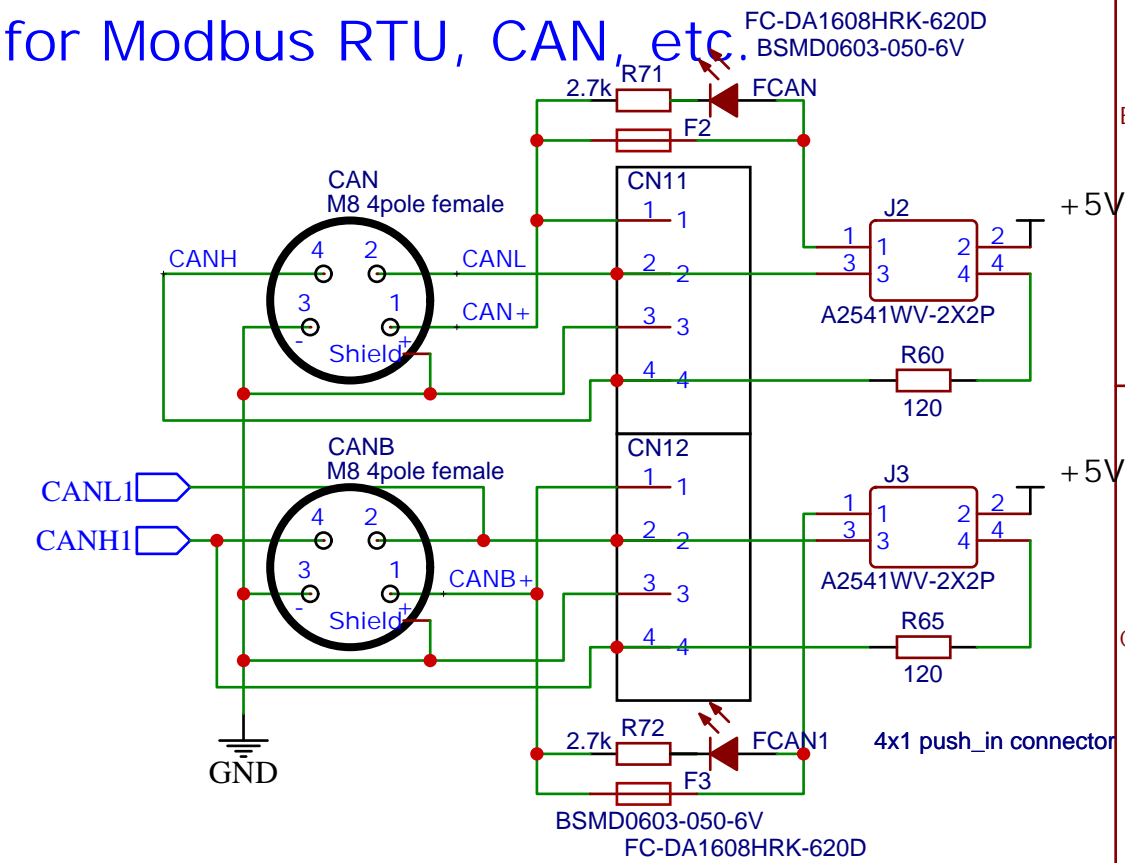 for Modbus RTU, CAN, etc.
FC-DA1608HRK-620D
BSMD0603-050-6V
R71
2.7k
FCAN
F2
CAN
M8 4pole female
CN11
J2
+5V
1 1
1 1 2 2
4 2
CANH
CANL
2 2
3 3 4 4
3 1
CAN+
3 3
A2541WV-2X2P
- +
Shield
R60
4 4
120
CANB
M8 4pole female
CN12
J3
+5V
CANL1
1 1
1 1 2 2
CANH1
4 2
2 2
3 3 4 4
3 1
CANB+
3 3
A2541WV-2X2P
- +
Shield
R65
4 4
120
R72
2.7k
FCAN1
4x1 push_in connector
GND
F3
BSMD0603-050-6V
FC-DA1608HRK-620D